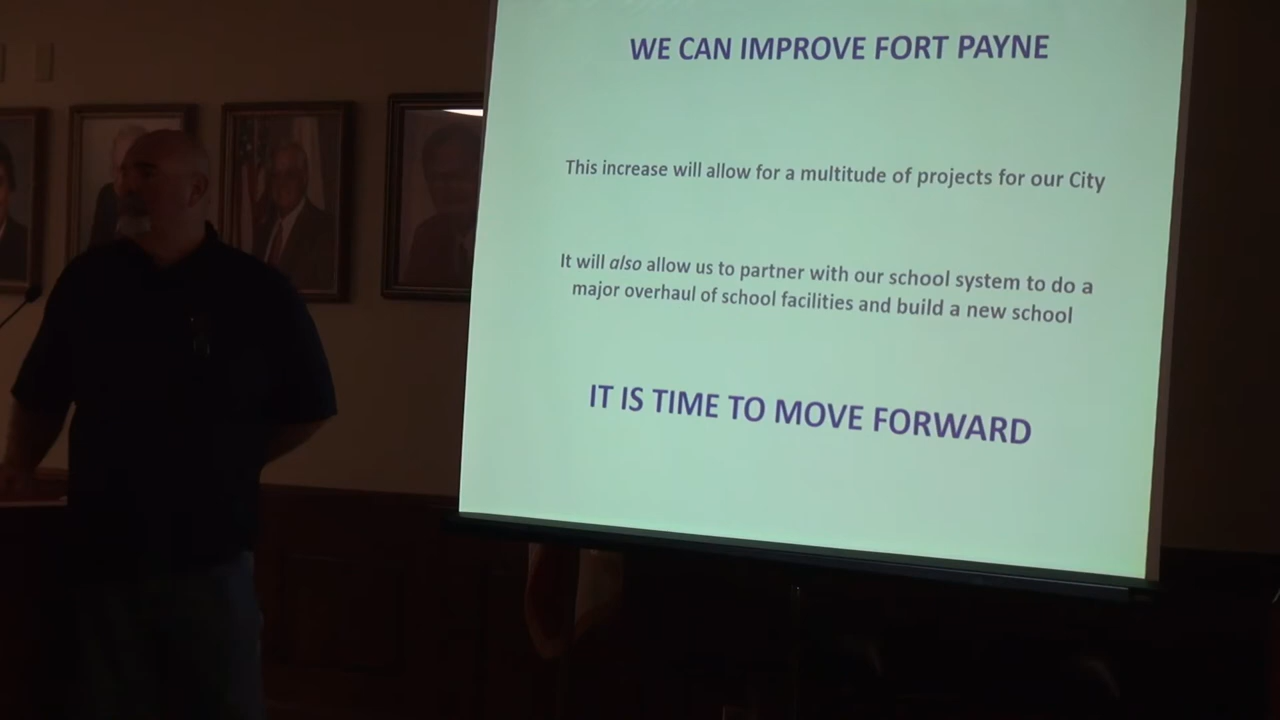 WE CAN IMPROVE FORT PAYNE
This increase will allow for a multitude of projects for our City
It will also allow us to partner with our school system to do a
major overhaul of school facilities and build a new school
IT IS TIME TO MOVE FORWARD